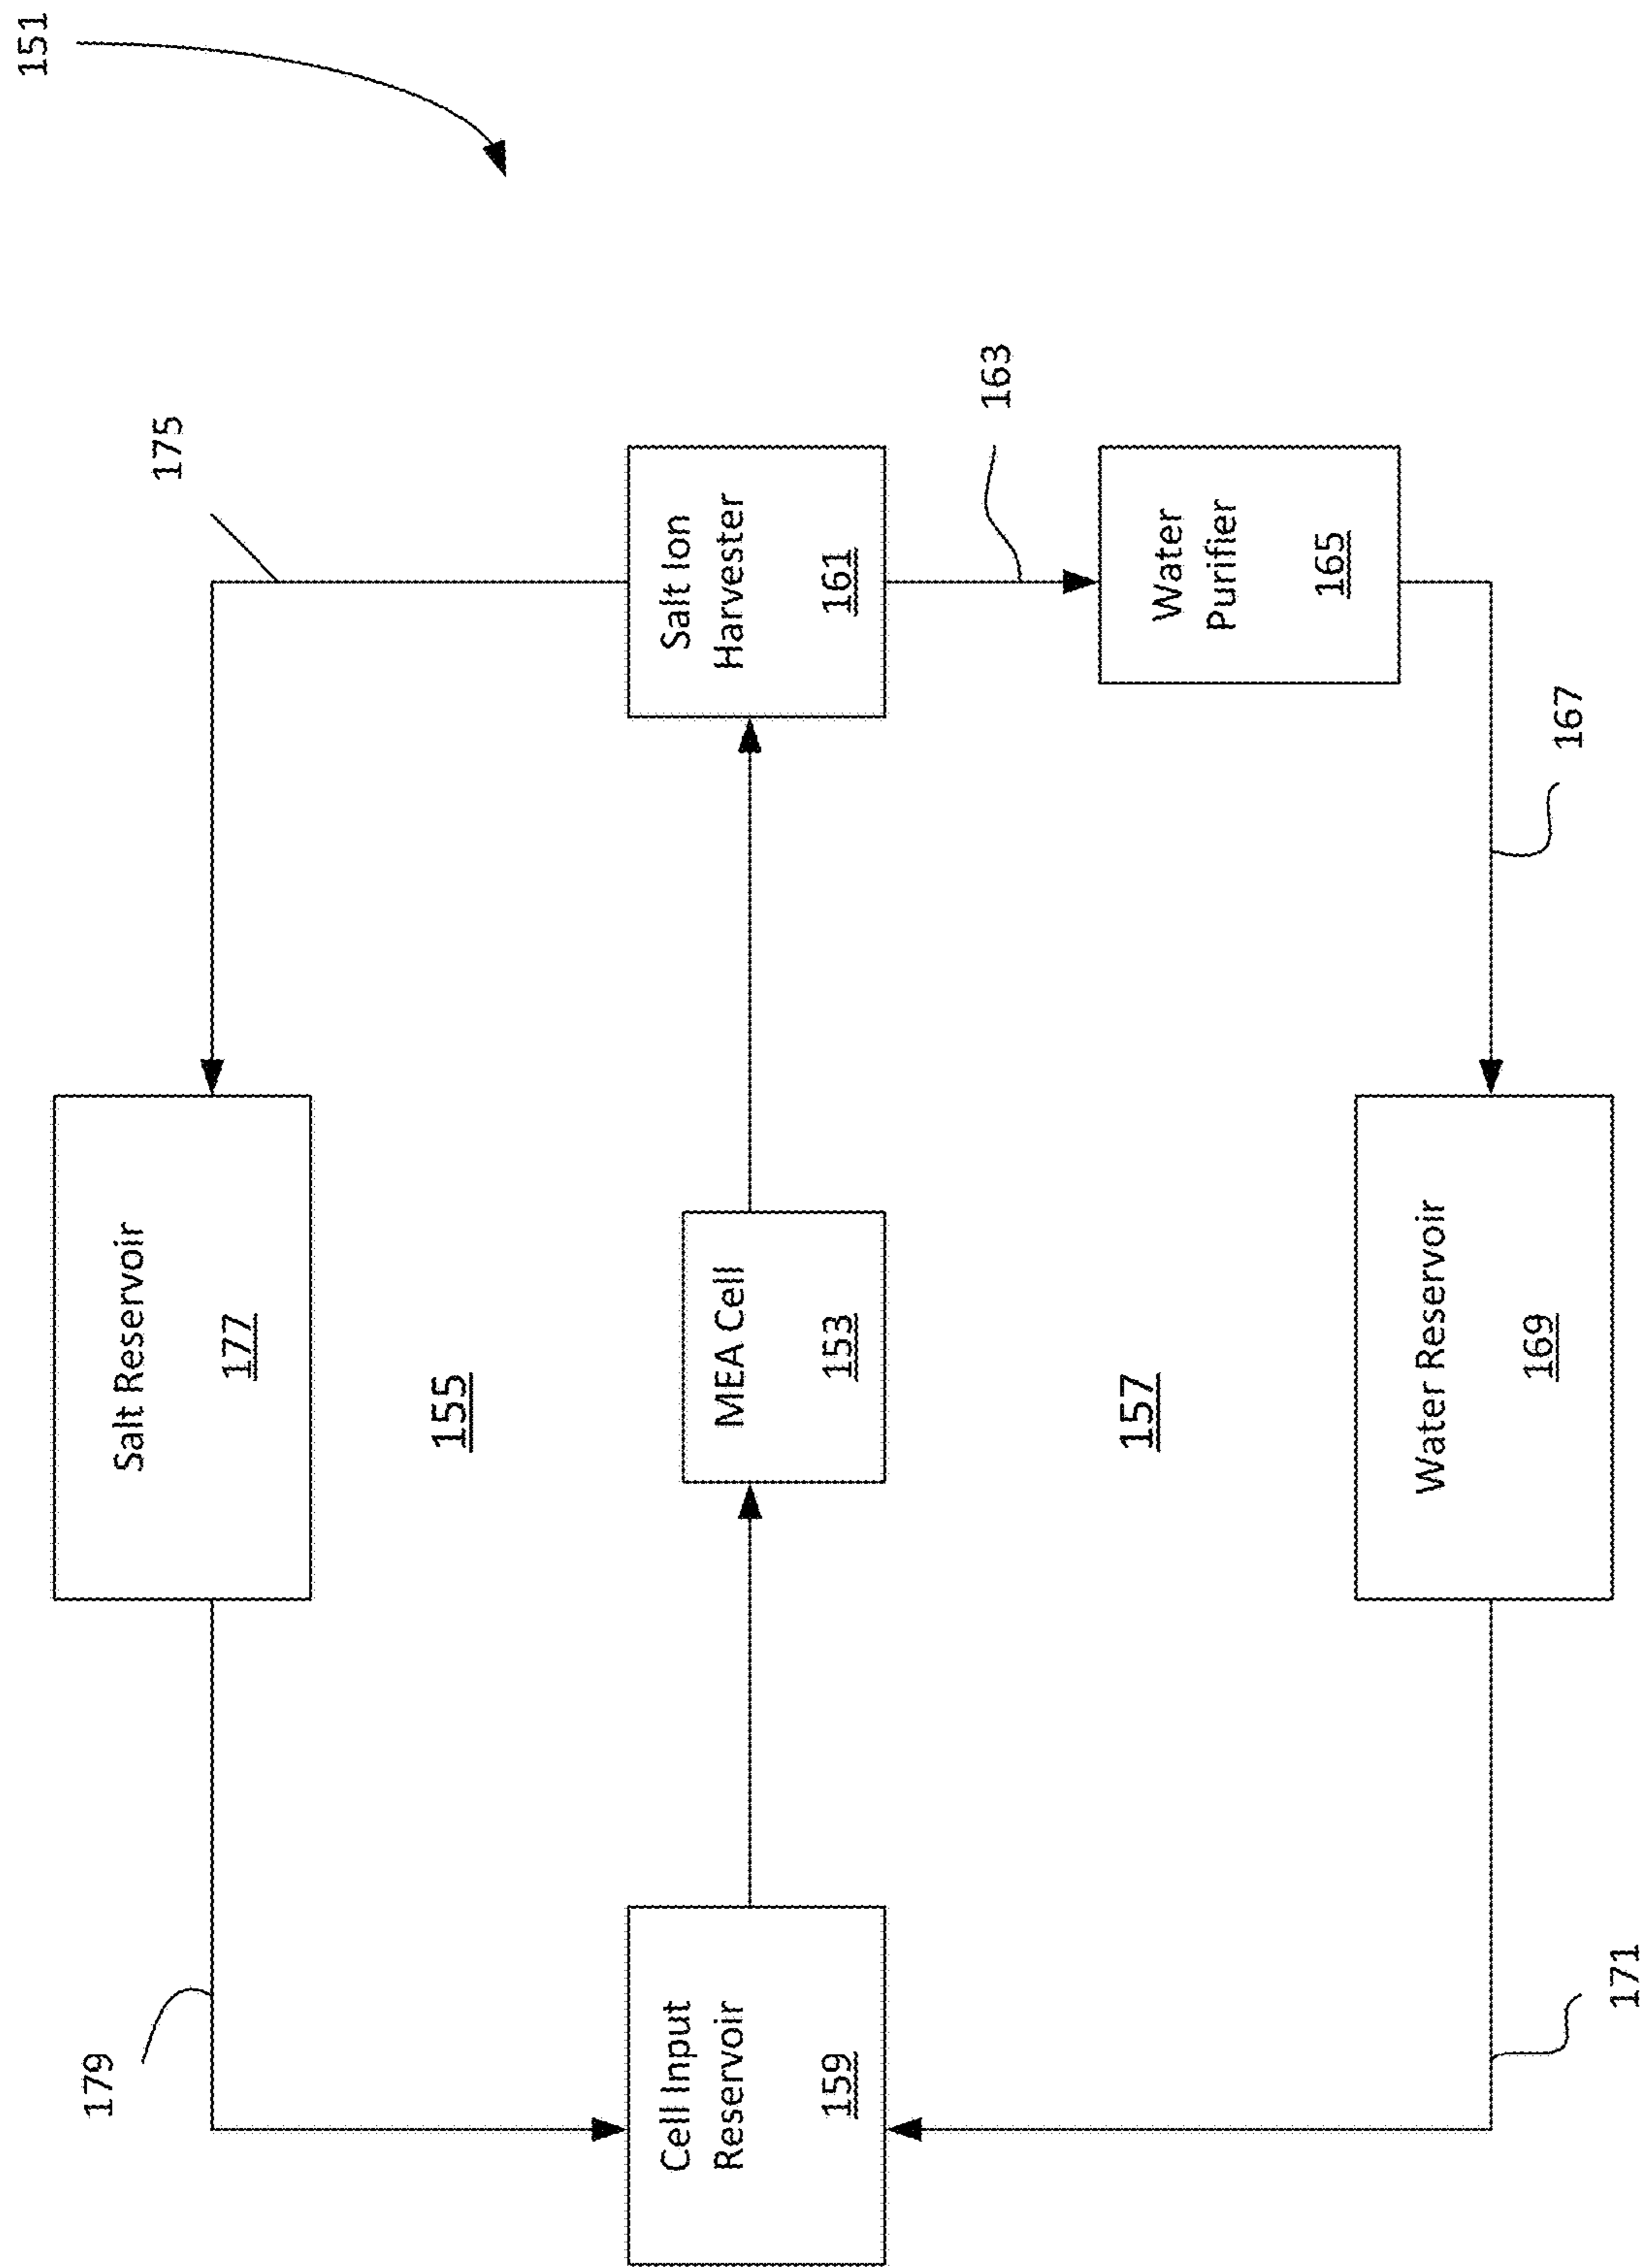 151
179
Salt Reservoir
177
175
155
Cell Input
Reservoir
159
MEA Cell
153
Salt Ion
Harvester
161
163
157
Water
Purifier
165
Water Reservoir
169
167
171